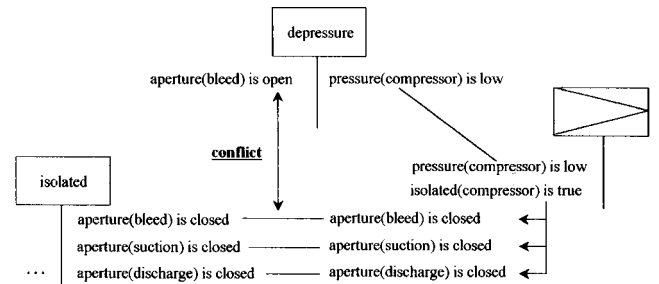 depressure
aperture(bleed) is open
pressure(compressor) is low
conflict
pressure(compressor) is low
isolated
isolated(compressor) is true
aperture(bleed) is closed
aperture(bleed) is closed
aperture(suction) is closed
aperture(suction) is closed
...
aperture(discharge) is closed
aperture(discharge) is closed